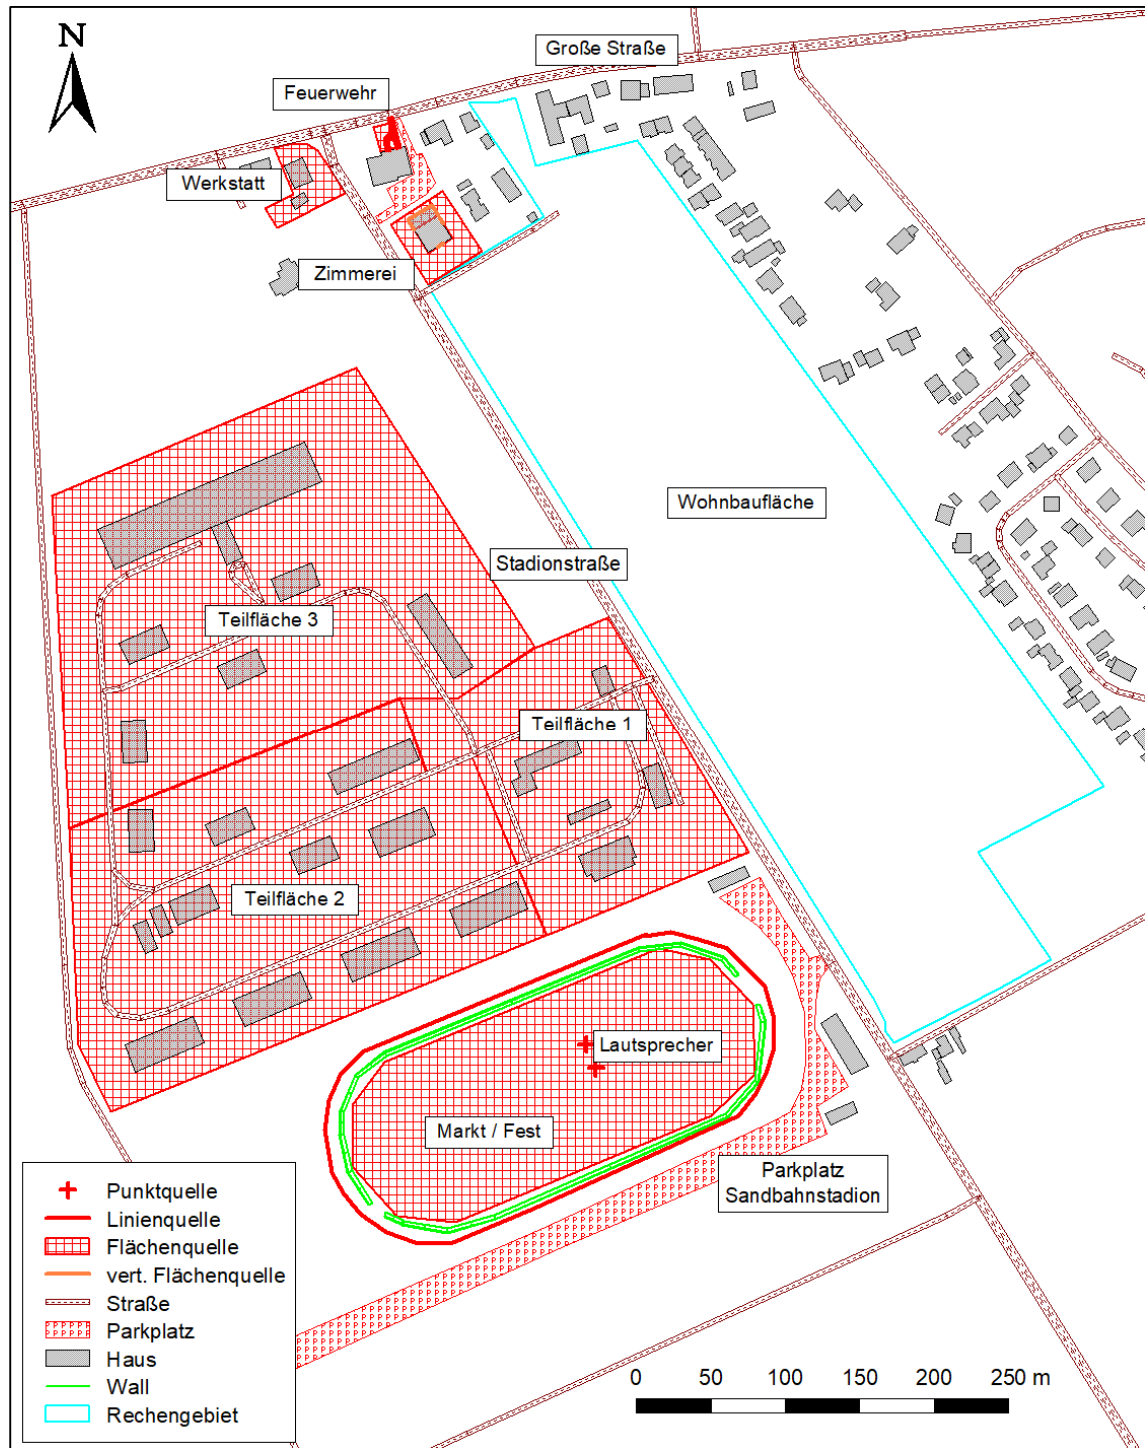 N
Große Straße
Feuerwehr
Werkstatt
Zimmerei
Wohnbaufläche
Stadionstraße
Teilfläche 3
Teilfläche 1
Teilfläche 2
Lautsprecher
Markt / Fest
Parkplatz
Sandbahnstadion
Punktquelle
Linienquelle
Flächenquelle
vert. Flächenquelle
Straße
Parkplatz
Haus
Wall
Rechengebiet
0 50 100 150 200 250 m